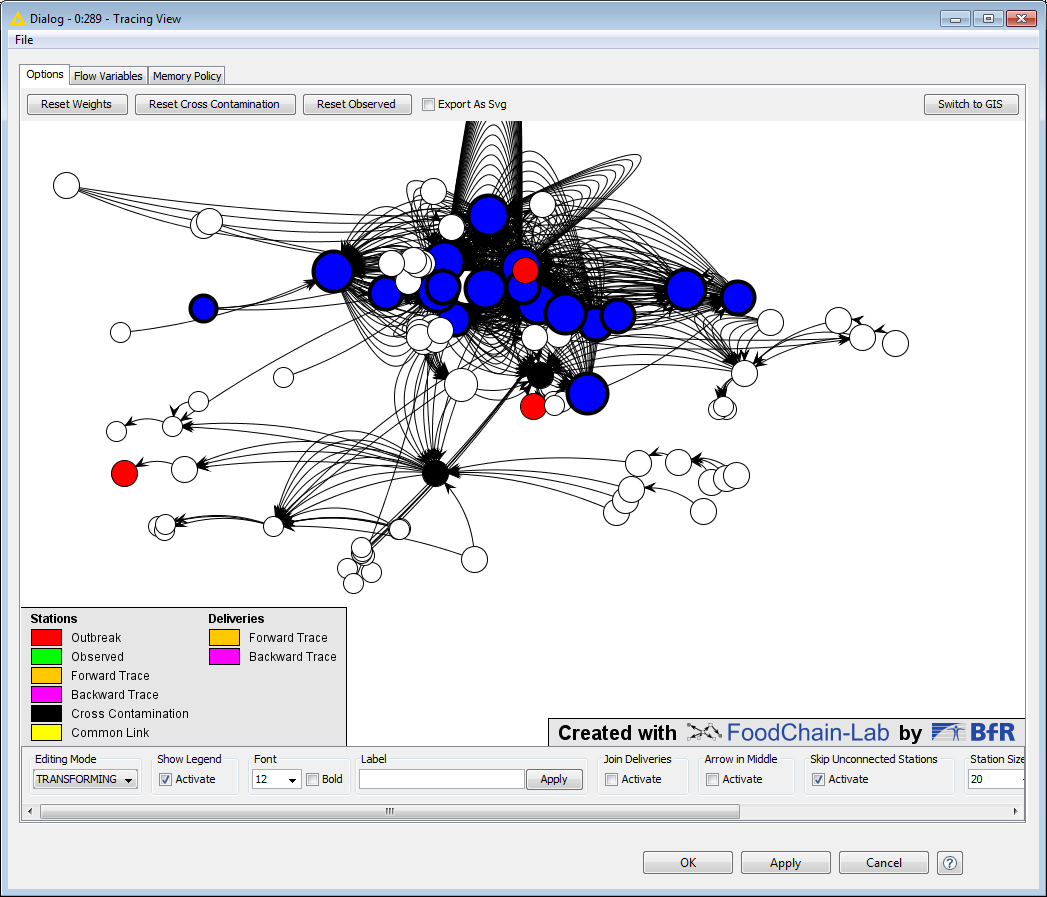 Dialog - 0:289 - Tracing View
File
Options Flow Variables Memory Policy
Reset Weights Reset Cross Contamination Reset Observed Export As Svg Switch to GIS
Stations Deliveries
Outbreak Forward Trace
Observed Backward Trace
Forward Trace
Backward Trace
Cross Contamination
Common Link
Created with FoodChain-Lab by BfR
Editing Mode Show Legend Font Label Join Deliveries Arrow in Middle Skip Unconnected Stations Station Size
TRANSFORMING Activate 12 Bold Apply Activate Activate Activate 20
OK Apply Cancel ?